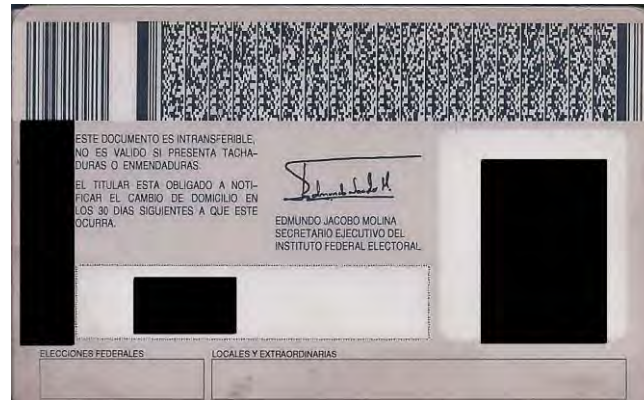 ESTE DOCUMENTO ES INTRANSFERIBLE,
NO ES VALIDO SI PRESENTA TACHA-
DURAS O ENMENDADURAS.
EL TITULAR ESTA OBLIGADO A NOTI-
FICAR EL CAMBIO DE DOMICILIO EN
LOS 30 DIAS SIGUIENTES A QUE ESTE
OCURRA.
EDMUNDO JACOBO MOLINA
SECRETARIO EJECUTIVO DEL
INSTITUTO FEDERAL ELECTORAL
ELECCIONES FEDERALES
LOCALES Y EXTRAORDINARIAS